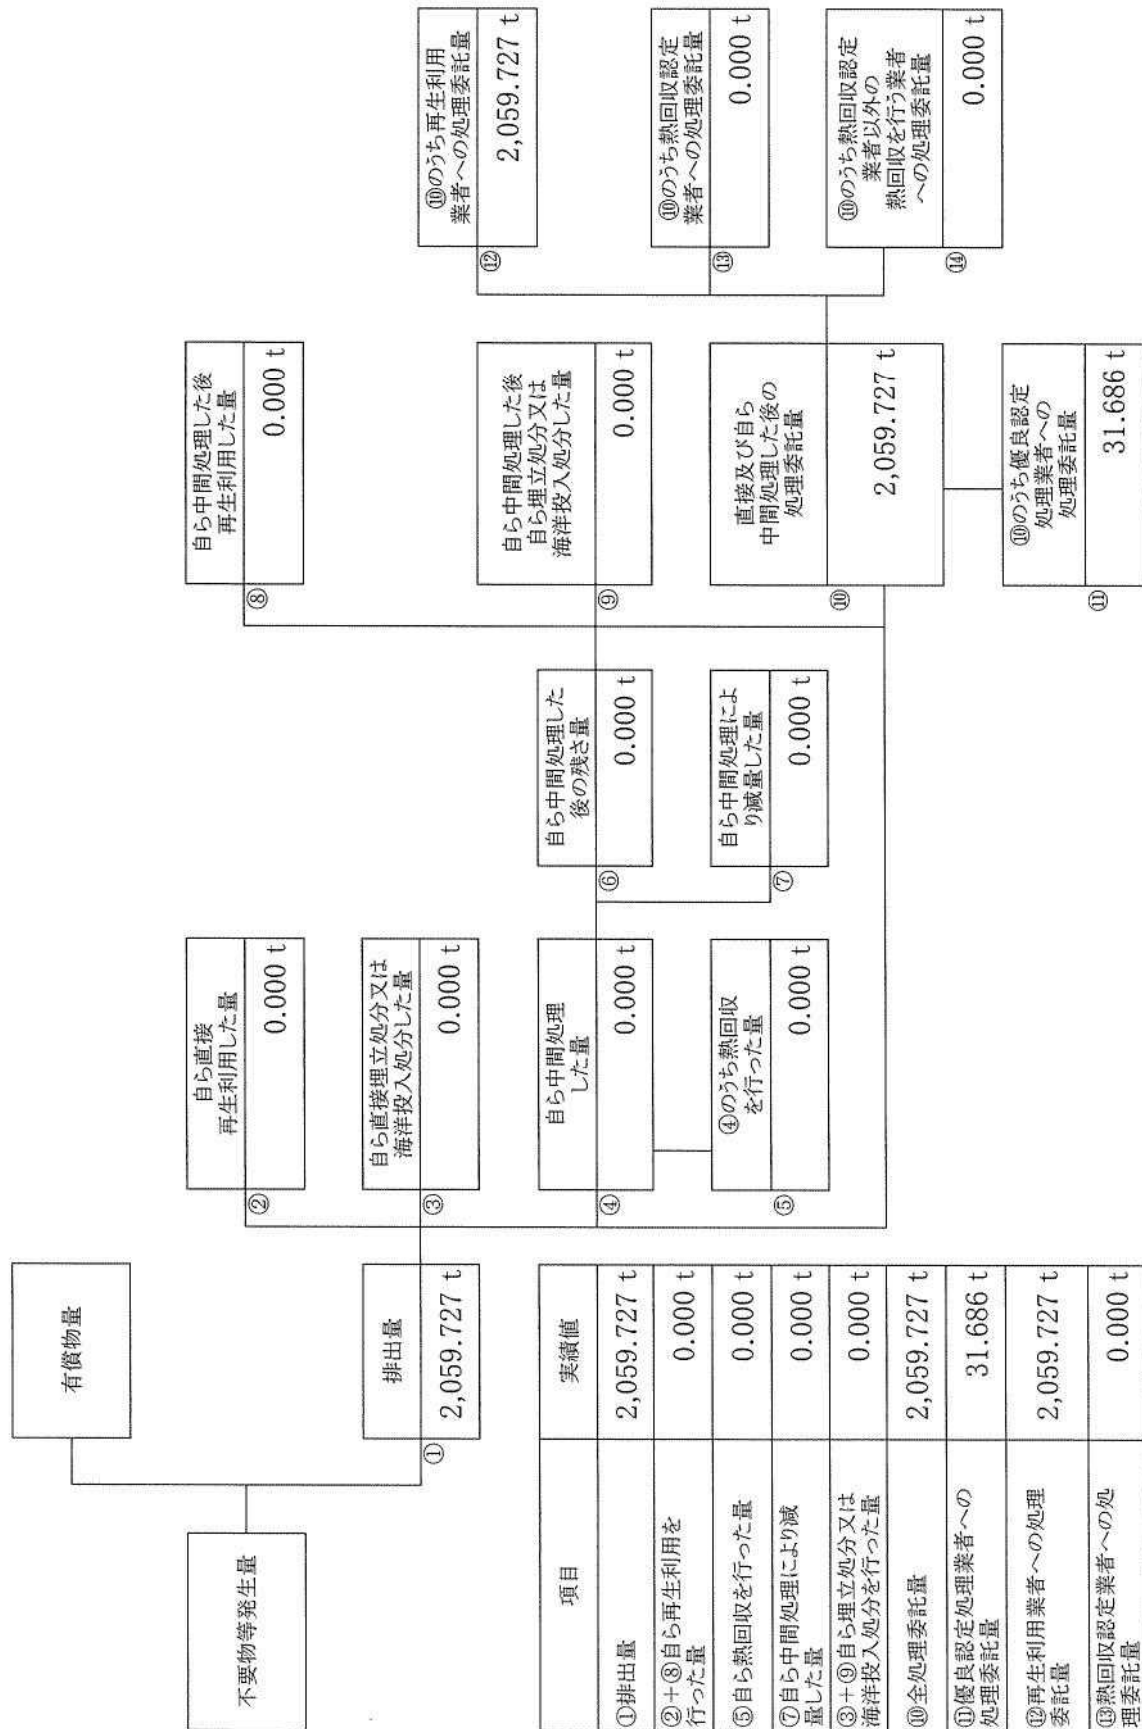 有償物量
不要物等発生量
排出量
①
2,059.727 t
自ら直接
再生利用した量
②
0.000 t
自ら直接埋立処分又は
海洋投入処分した量
③
0.000 t
自ら中間処理
した量
④
0.000 t
④のうち熱回収
を行った量
⑤
0.000 t
自ら中間処理した
後の残さ量
⑥
0.000 t
自ら中間処理によ
り減量した量
⑦
0.000 t
自ら中間処理した後
再生利用した量
⑧
0.000 t
自ら中間処理した後
自ら埋立処分又は
海洋投入処分した量
⑨
0.000 t
直接及び自ら
中間処理した後の
処理委託量
⑩
2,059.727 t
⑩のうち優良認定
処理業者への
処理委託量
⑪
31.686 t
⑩のうち再生利用
業者への処理委託量
⑫
2,059.727 t
⑩のうち熱回収認定
業者への処理委託量
⑬
0.000 t
⑩のうち熱回収認定
業者以外の
熱回収を行う業者
への処理委託量
⑭
0.000 t
項目 実績値
①排出量 2,059.727 t
②+⑧自ら再生利用を
行った量 0.000 t
⑤自ら熱回収を行った量 0.000 t
⑦自ら中間処理により減
量した量 0.000 t
③+⑨自ら埋立処分又は
海洋投入処分を行った量 0.000 t
⑩全処理委託量 2,059.727 t
⑪優良認定処理業者への
処理委託量 31.686 t
⑫再生利用業者への処理
委託量 2,059.727 t
⑬熱回収認定業者への処
理委託量 0.000 t